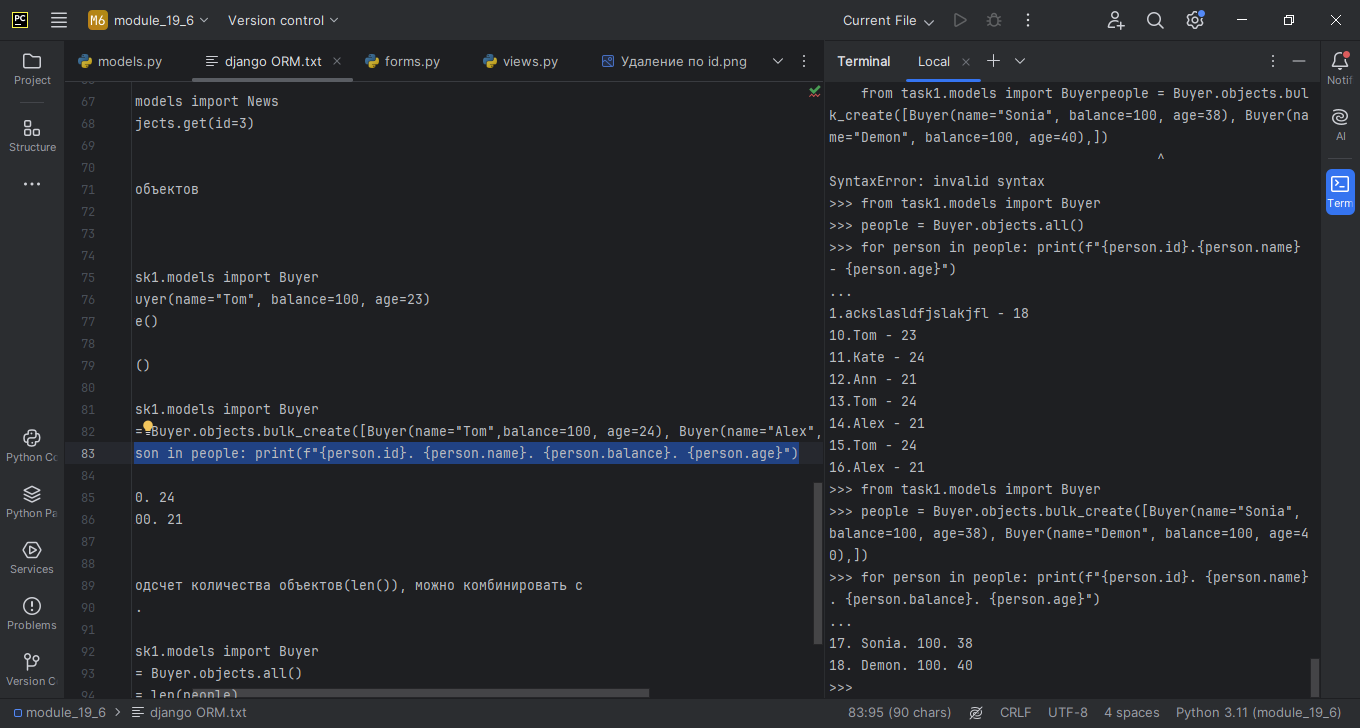 PC
M6 module_19_6
Version control
Current File
Project
Structure
Python Co
Python Pa
Services
Problems
Version C
models.py
django ORM.txt
forms.py
views.py
Удаление по id.png
67 models import News
68 jects.get(id=3)
69
70
71 объектов
72
73
74
75 sk1.models import Buyer
76 uyer(name="Tom", balance=100, age=23)
77 e()
78
79 ()
80
81 sk1.models import Buyer
82 = Buyer.objects.bulk_create([Buyer(name="Tom",balance=100, age=24), Buyer(name="Alex",
83 son in people: print(f"{person.id}. {person.name}. {person.balance}. {person.age}")
84
85 0. 24
86 00. 21
87
88
89 одсчет количества объектов(len()), можно комбинировать с
90 .
91
92 sk1.models import Buyer
93 = Buyer.objects.all()
94 = len(people)
Terminal
Local
from task1.models import Buyerpeople = Buyer.objects.bul
k_create([Buyer(name="Sonia", balance=100, age=38), Buyer(na
me="Demon", balance=100, age=40),])
^
SyntaxError: invalid syntax
>>> from task1.models import Buyer
>>> people = Buyer.objects.all()
>>> for person in people: print(f"{person.id}.{person.name}
- {person.age}")
...
1.ackslasldfjslakjfl - 18
10.Tom - 23
11.Kate - 24
12.Ann - 21
13.Tom - 24
14.Alex - 21
15.Tom - 24
16.Alex - 21
>>> from task1.models import Buyer
>>> people = Buyer.objects.bulk_create([Buyer(name="Sonia",
balance=100, age=38), Buyer(name="Demon", balance=100, age=4
0),])
>>> for person in people: print(f"{person.id}. {person.name}
. {person.balance}. {person.age}")
...
17. Sonia. 100. 38
18. Demon. 100. 40
>>>
Notif
AI
Term
module_19_6 > django ORM.txt
83:95 (90 chars)
CRLF
UTF-8
4 spaces
Python 3.11 (module_19_6)